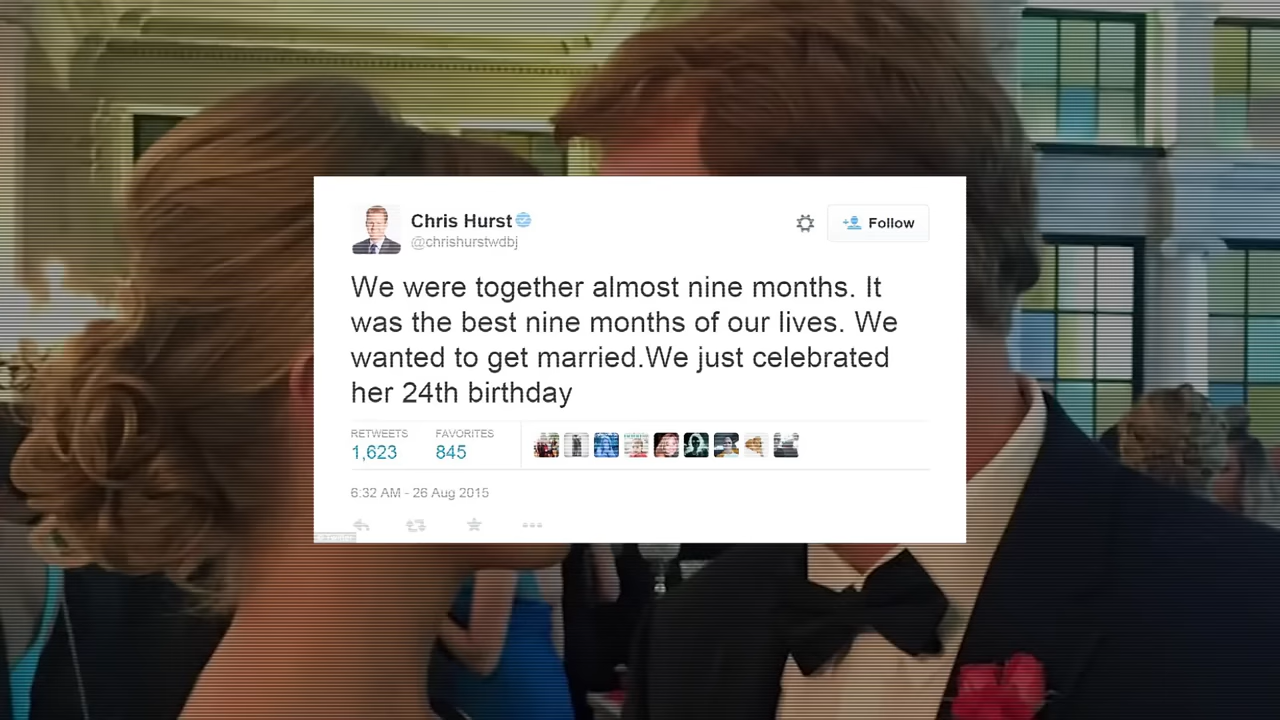 Chris Hurst
@chrishurstwdbj
Follow
We were together almost nine months. It
was the best nine months of our lives. We
wanted to get married.We just celebrated
her 24th birthday
RETWEETS FAVORITES
1,623 845
6:32 AM - 26 Aug 2015
© Twitter